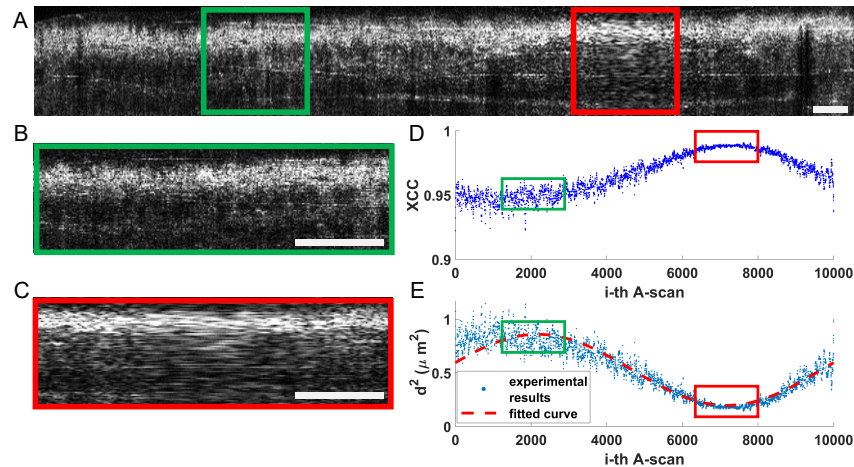 A
B
D
1
0.95
0.9
XCC
0 2000 4000 6000 8000 10000
i-th A-scan
C
E
1
0.5
0
d² (μ m²)
experimental
results
fitted curve
0 2000 4000 6000 8000 10000
i-th A-scan